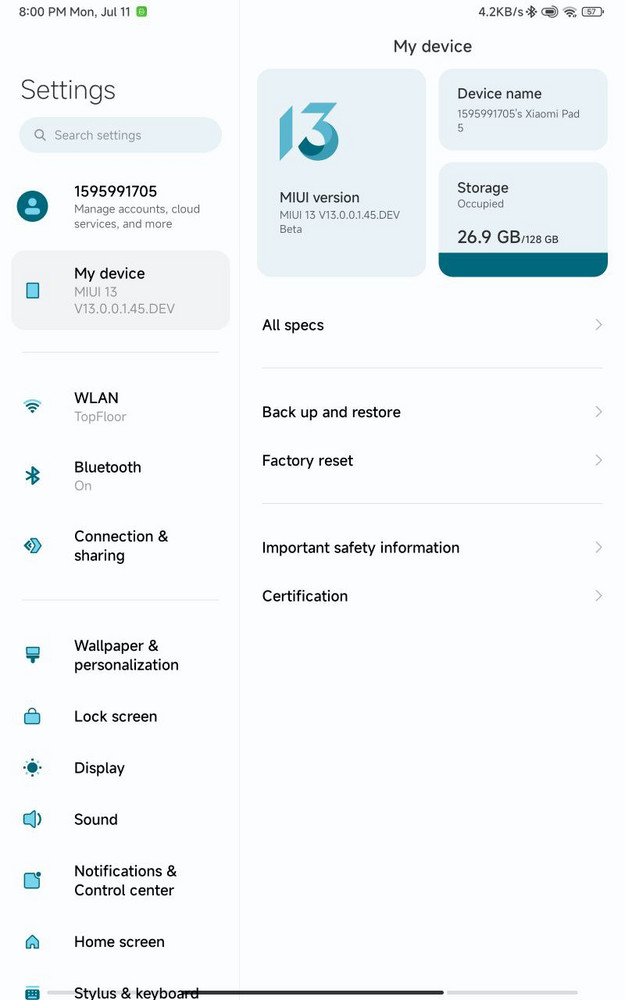 8:00 PM Mon, Jul 11
4.2KB/s
57
Settings
Search settings
1595991705
Manage accounts, cloud
services, and more
My device
MIUI 13
V13.0.0.1.45.DEV
WLAN
TopFloor
Bluetooth
On
Connection &
sharing
Wallpaper &
personalization
Lock screen
Display
Sound
Notifications &
Control center
Home screen
Stylus & keyboard
My device
13
MIUI version
MIUI 13 V13.0.0.1.45.DEV
Beta
Device name
1595991705's Xiaomi Pad
5
Storage
Occupied
26.9 GB/128 GB
All specs
Back up and restore
Factory reset
Important safety information
Certification